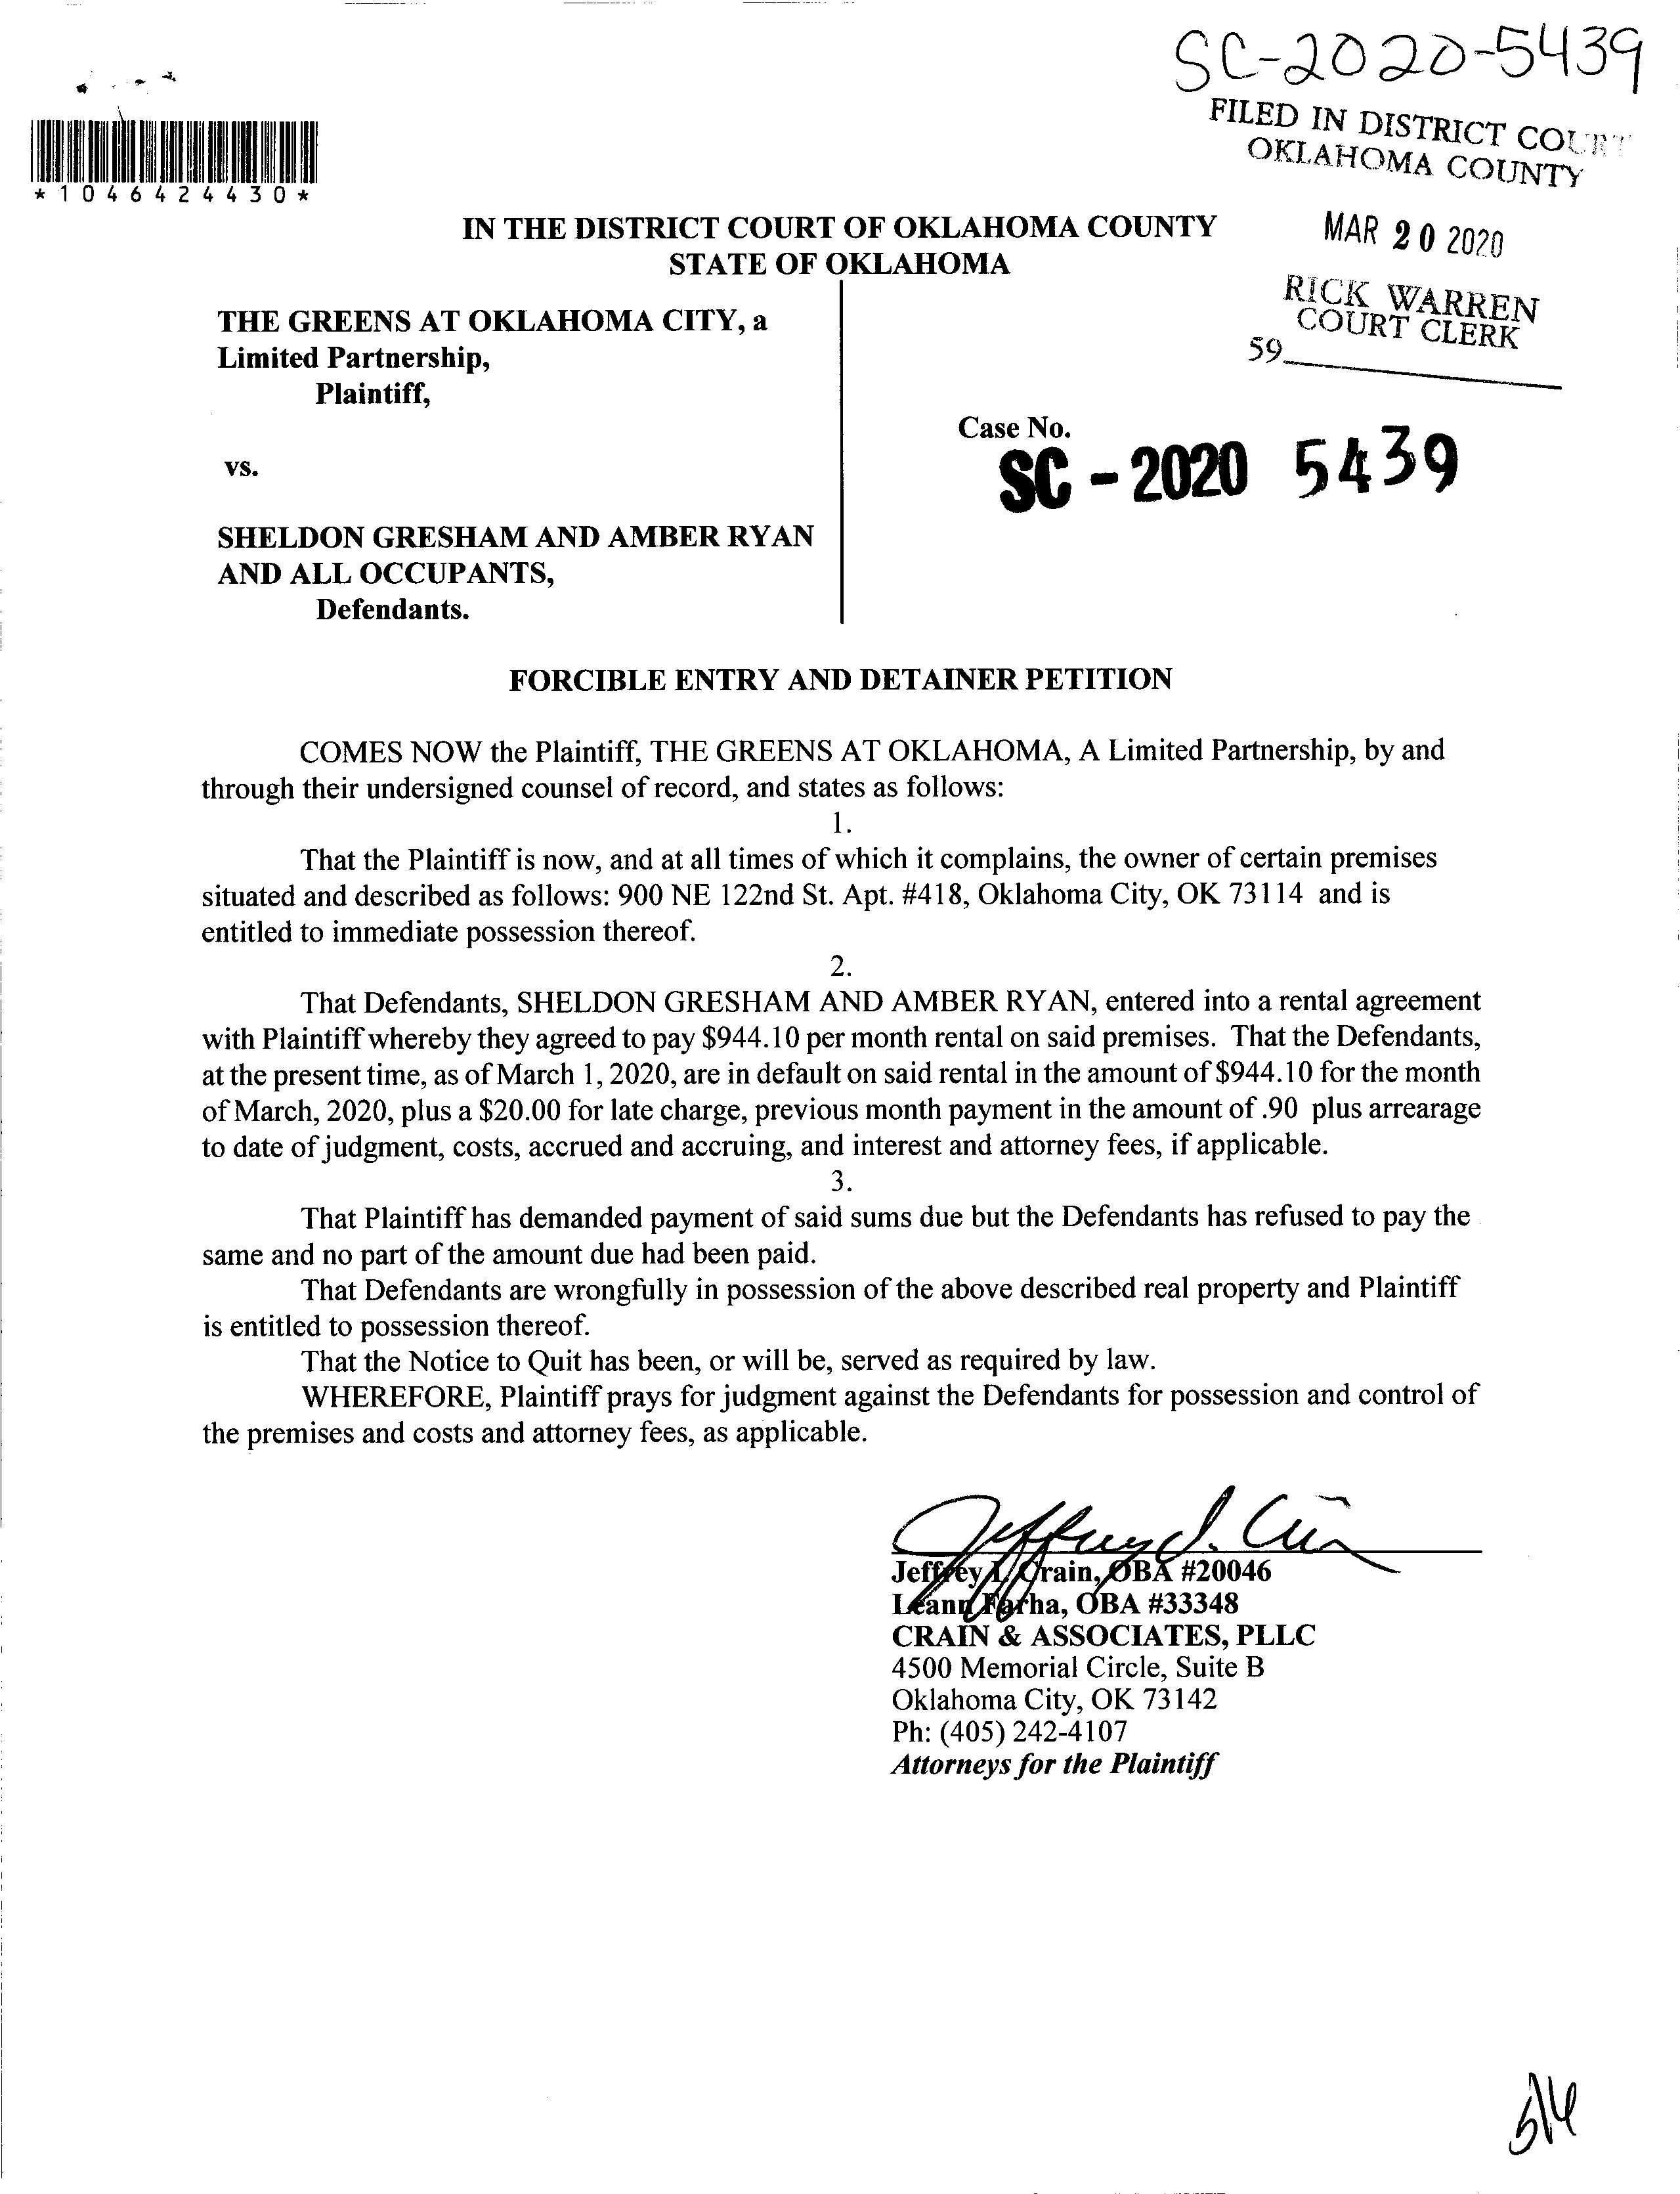 SC-2020-5439
FILED IN DISTRICT COURT
OKLAHOMA COUNTY
*1046424430*
IN THE DISTRICT COURT OF OKLAHOMA COUNTY
STATE OF OKLAHOMA
MAR 20 2020
RICK WARREN
COURT CLERK
59
THE GREENS AT OKLAHOMA CITY, a
Limited Partnership,
Plaintiff,
Case No.
SC - 2020 5439
vs.
SHELDON GRESHAM AND AMBER RYAN
AND ALL OCCUPANTS,
Defendants.
FORCIBLE ENTRY AND DETAINER PETITION
COMES NOW the Plaintiff, THE GREENS AT OKLAHOMA, A Limited Partnership, by and
through their undersigned counsel of record, and states as follows:
1.
That the Plaintiff is now, and at all times of which it complains, the owner of certain premises
situated and described as follows: 900 NE 122nd St. Apt. #418, Oklahoma City, OK 73114 and is
entitled to immediate possession thereof.
2.
That Defendants, SHELDON GRESHAM AND AMBER RYAN, entered into a rental agreement
with Plaintiff whereby they agreed to pay $944.10 per month rental on said premises. That the Defendants,
at the present time, as of March 1, 2020, are in default on said rental in the amount of $944.10 for the month
of March, 2020, plus a $20.00 for late charge, previous month payment in the amount of .90 plus arrearage
to date of judgment, costs, accrued and accruing, and interest and attorney fees, if applicable.
3.
That Plaintiff has demanded payment of said sums due but the Defendants has refused to pay the
same and no part of the amount due had been paid.
That Defendants are wrongfully in possession of the above described real property and Plaintiff
is entitled to possession thereof.
That the Notice to Quit has been, or will be, served as required by law.
WHEREFORE, Plaintiff prays for judgment against the Defendants for possession and control of
the premises and costs and attorney fees, as applicable.
Jeffrey I. Crain, OBA #20046
Leann Farha, OBA #33348
CRAIN & ASSOCIATES, PLLC
4500 Memorial Circle, Suite B
Oklahoma City, OK 73142
Ph: (405) 242-4107
Attorneys for the Plaintiff